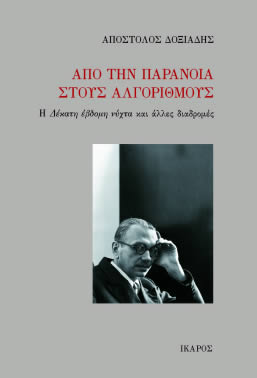 ΑΠΟΣΤΟΛΟΣ ΔΟΞΙΑΔΗΣ
ΑΠΟ ΤΗΝ ΠΑΡΑΝΟΙΑ
ΣΤΟΥΣ ΑΛΓΟΡΙΘΜΟΥΣ
Η Δέκατη έβδομη νύχτα και άλλες διαδρομές
ΙΚΑΡΟΣ